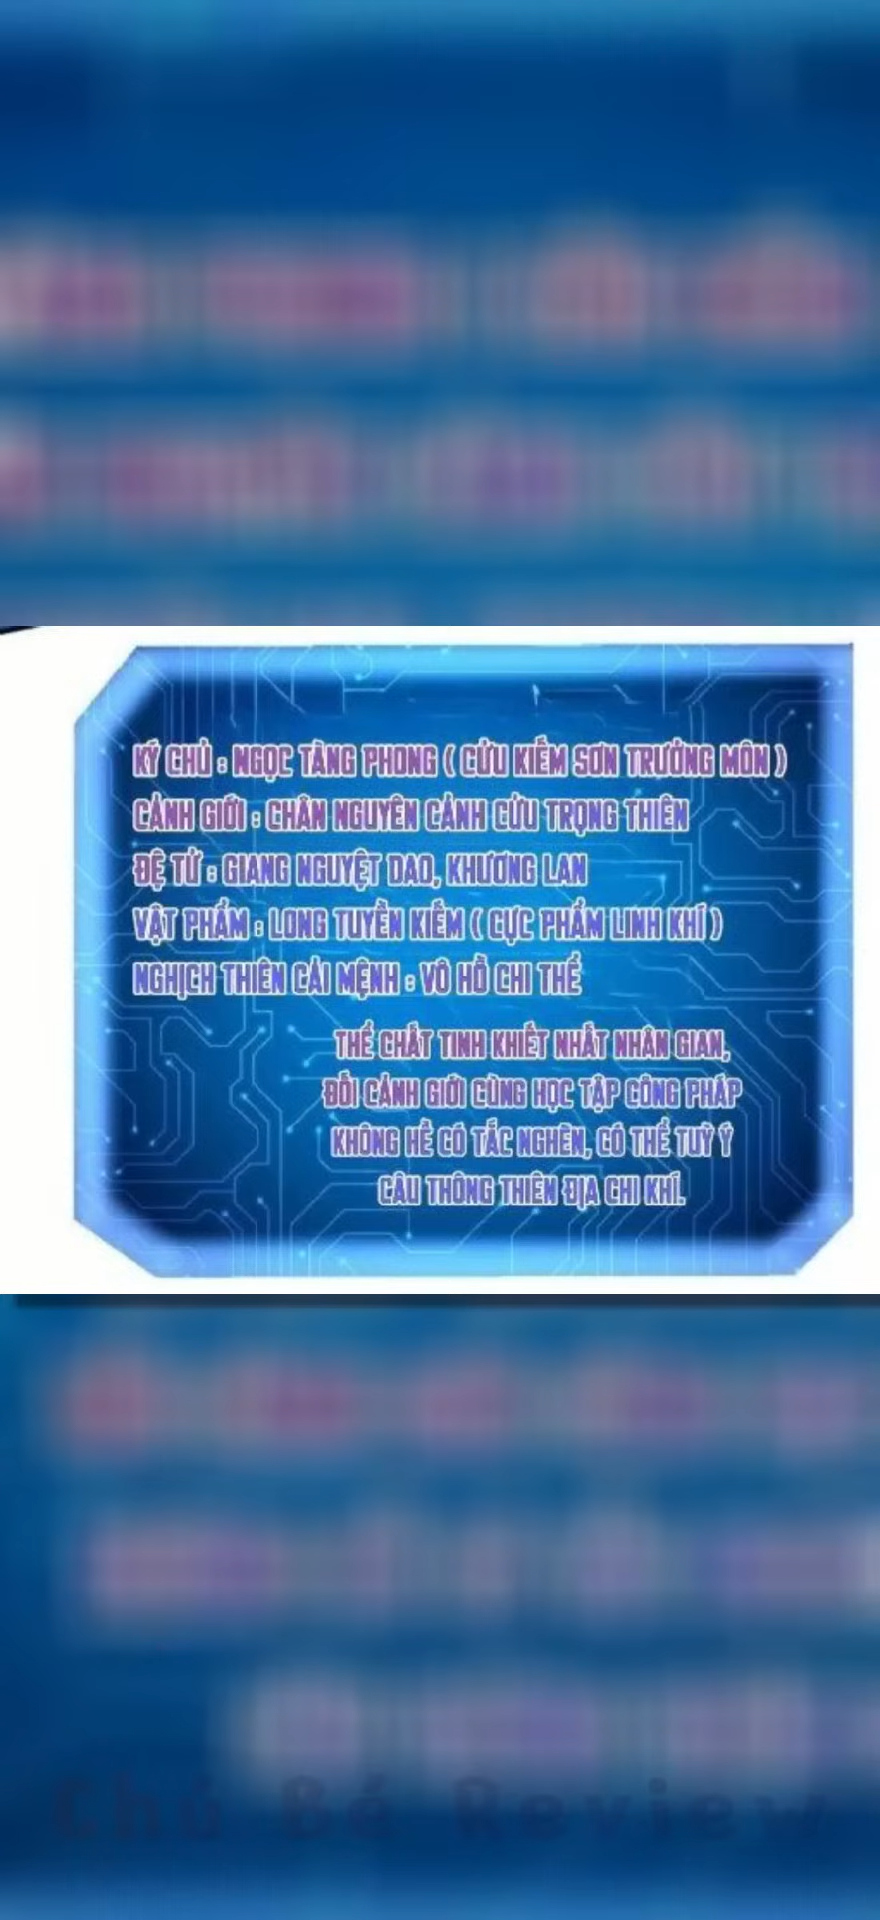 KÝ CHỦ : NGỌC TÀNG PHONG ( CỬU KIẾM SƠN TRƯỞNG MÔN )
CẢNH GIỚI : CHÂN NGUYÊN CẢNH CỬU TRỌNG THIÊN
ĐỆ TỬ : GIANG NGUYỆT DAO, KHƯƠNG LAN
VẬT PHẨM : LONG TUYỀN KIẾM ( CỰC PHẨM LINH KHÍ )
NGHỊCH THIÊN CẢI MỆNH : VÔ HỒ CHI THỂ
THỂ CHẤT TINH KHIẾT NHẤT NHÂN GIAN,
ĐỐI CẢNH GIỚI CÙNG HỌC TẬP CÔNG PHÁP
KHÔNG HỀ CÓ TẮC NGHẼN, CÓ THỂ TUỲ Ý
CÂU THÔNG THIÊN ĐỊA CHI KHÍ.
Chú Bá Review